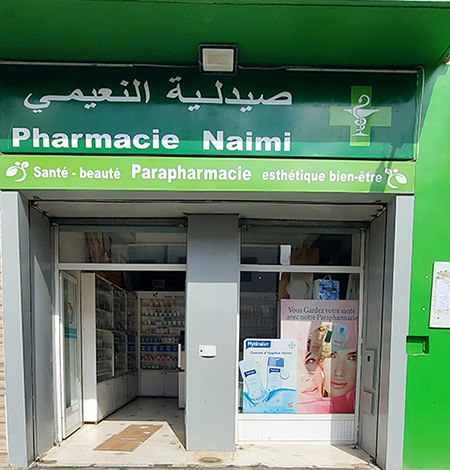 صيدلية النعيمي
Pharmacie Naimi
Santé - beauté Parapharmacie esthétique bien-être
Vous Gardez votre santé
avec notre Parapharmacie
Hydralin